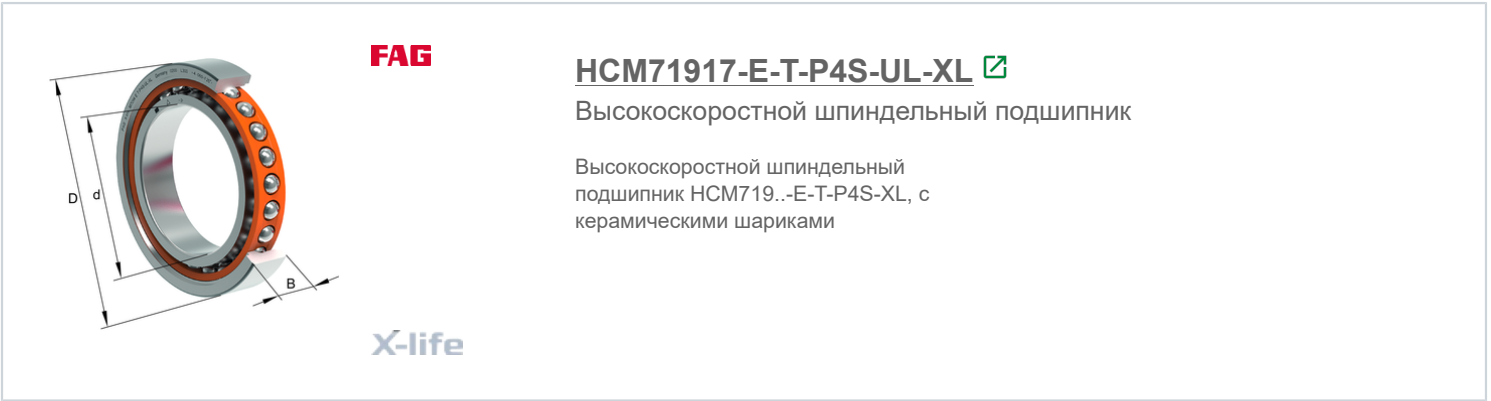 FAG
HCM71917-E-T-P4S-UL-XL
Высокоскоростной шпиндельный подшипник
Высокоскоростной шпиндельный
подшипник HCM719..-E-T-P4S-XL, с
керамическими шариками
D
d
B
X-life